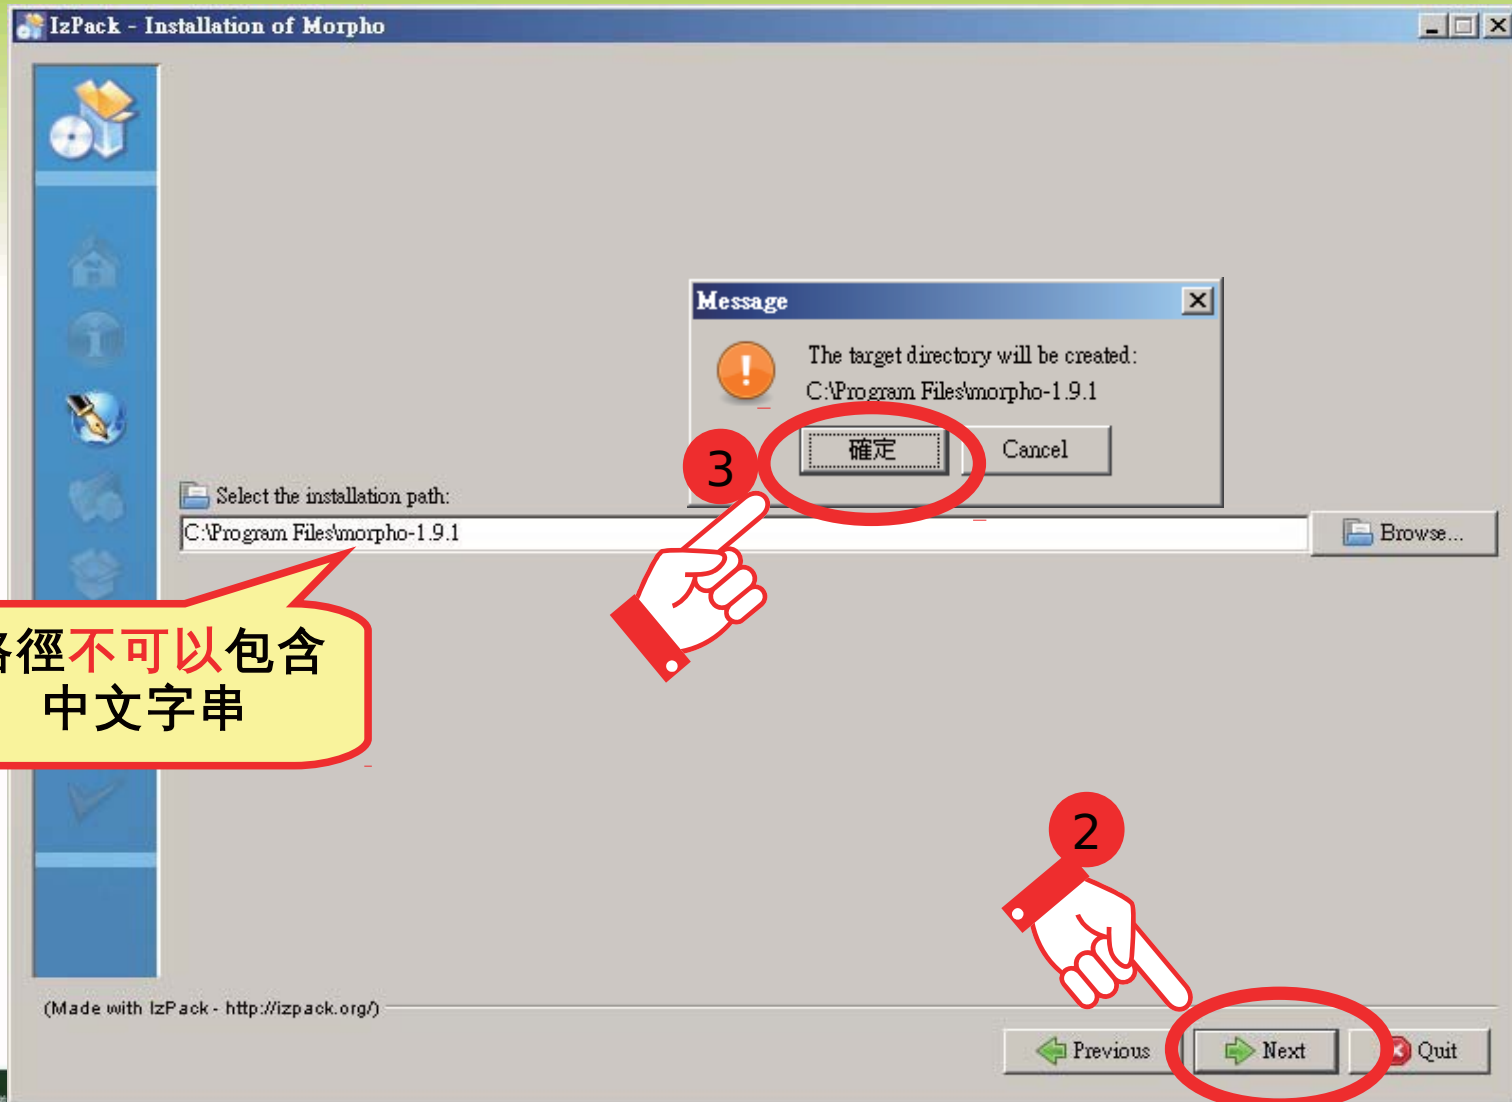 IzPack - Installation of Morpho
Message
The target directory will be created:
C:\Program Files\morpho-1.9.1
確定
Cancel
3
Select the installation path:
C:\Program Files\morpho-1.9.1
Browse...
路徑不可以包含
中文字串
2
(Made with IzPack - http://izpack.org/)
Previous
Next
Quit